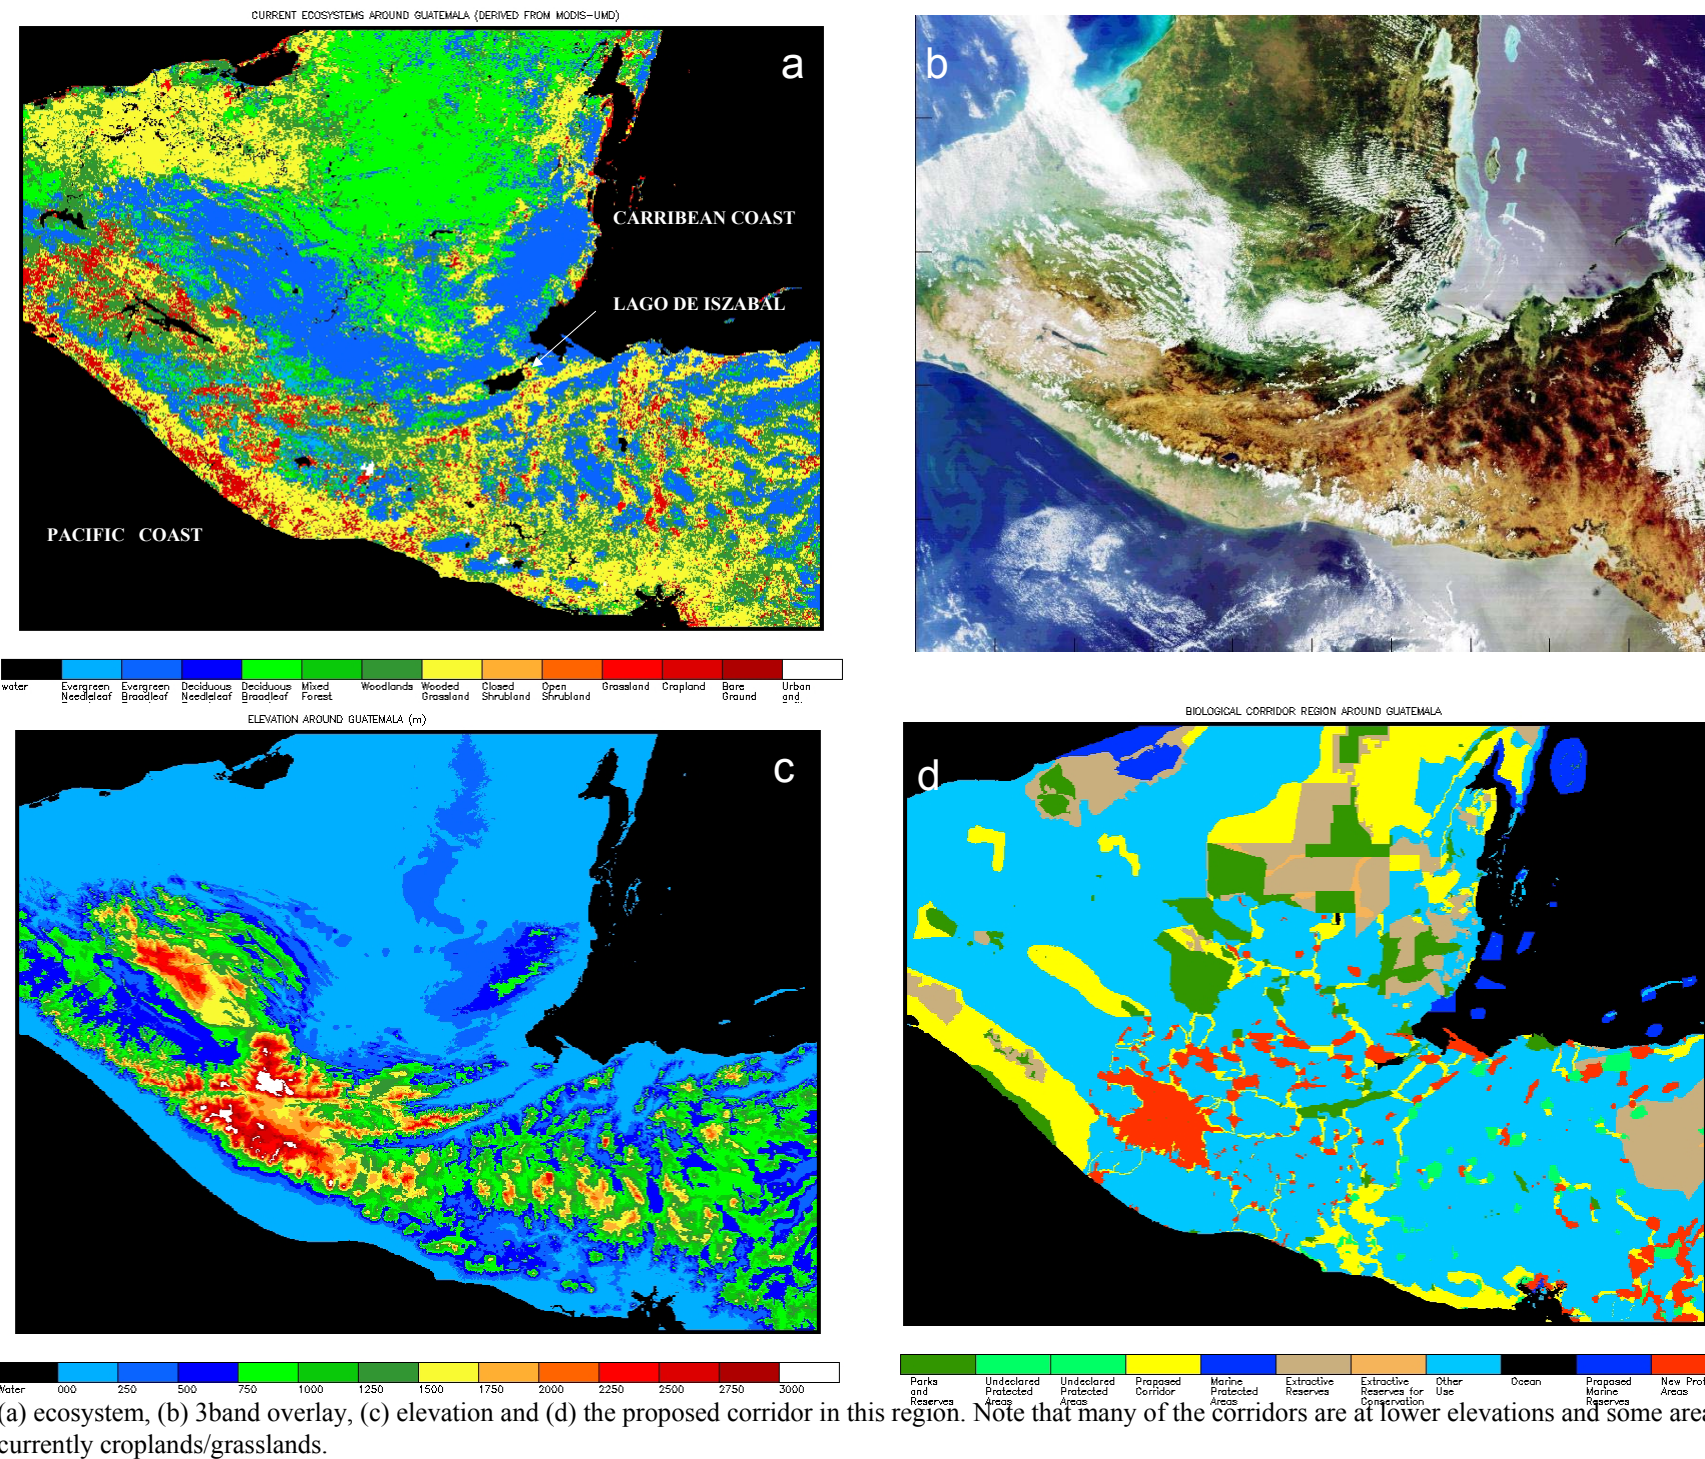 CURRENT ECOSYSTEMS AROUND GUATEMALA (DERIVED FROM MODIS-UMD)
a
CARRIBEAN COAST
LAGO DE ISZABAL
PACIFIC COAST
water
Evergreen
Needleleaf
Evergreen
Broadleaf
Deciduous
Needleleaf
Deciduous
Broadleaf
Mixed
Forest
Woodlands
Wooded
Grassland
Closed
Shrubland
Open
Shrubland
Grassland
Cropland
Bare
Ground
Urban
and
b
ELEVATION AROUND GUATEMALA (m)
c
Water 000 250 500 750 1000 1250 1500 1750 2000 2250 2500 2750 3000
BIOLOGICAL CORRIDOR REGION AROUND GUATEMALA
d
Parks
and
Reserves
Undeclared
Protected
Areas
Undeclared
Protected
Areas
Proposed
Corridor
Marine
Protected
Areas
Extractive
Reserves
Extractive
Reserves for
Conservation
Other
Use
Ocean
Proposed
Marine
Reserves
New Prot
Areas
(a) ecosystem, (b) 3band overlay, (c) elevation and (d) the proposed corridor in this region. Note that many of the corridors are at lower elevations and some area
currently croplands/grasslands.